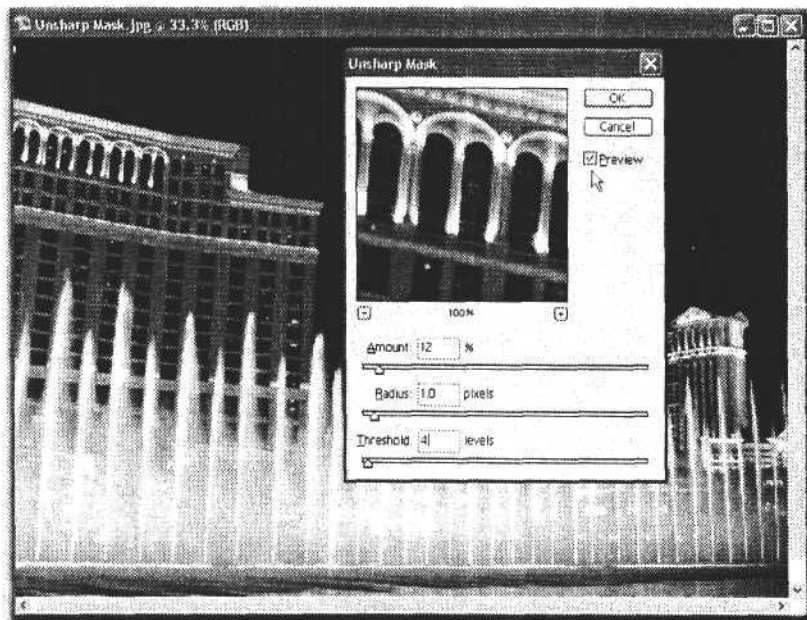 Unsharp Mask.jpg @ 33.3% (RGB)
Unsharp Mask
OK
Cancel
Preview
100%
Amount: 12 %
Radius: 1.0 pixels
Threshold: 4 levels